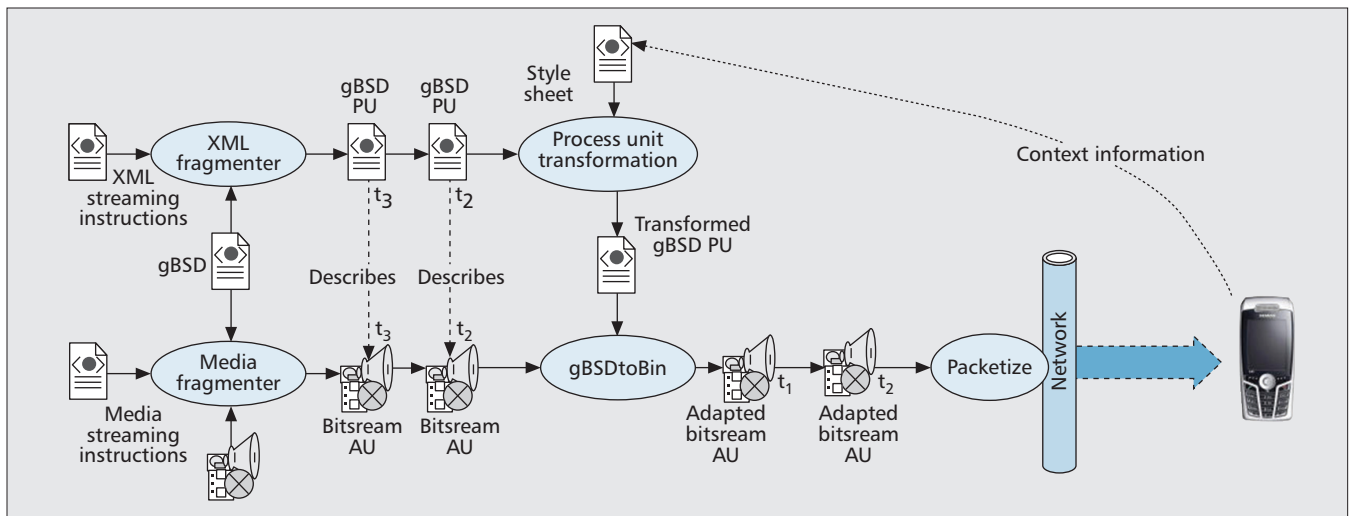 Style
sheet
gBSD
PU
gBSD
PU
XML
fragmenter
Process unit
transformation
Context information
XML
streaming
instructions
t3
t2
gBSD
Transformed
gBSD PU
Describes
Describes
t3
t2
Media
fragmenter
gBSDtoBin
t1
t2
Packetize
Network
Media
streaming
instructions
Bitsream
AU
Bitsream
AU
Adapted
bitsream
AU
Adapted
bitsream
AU